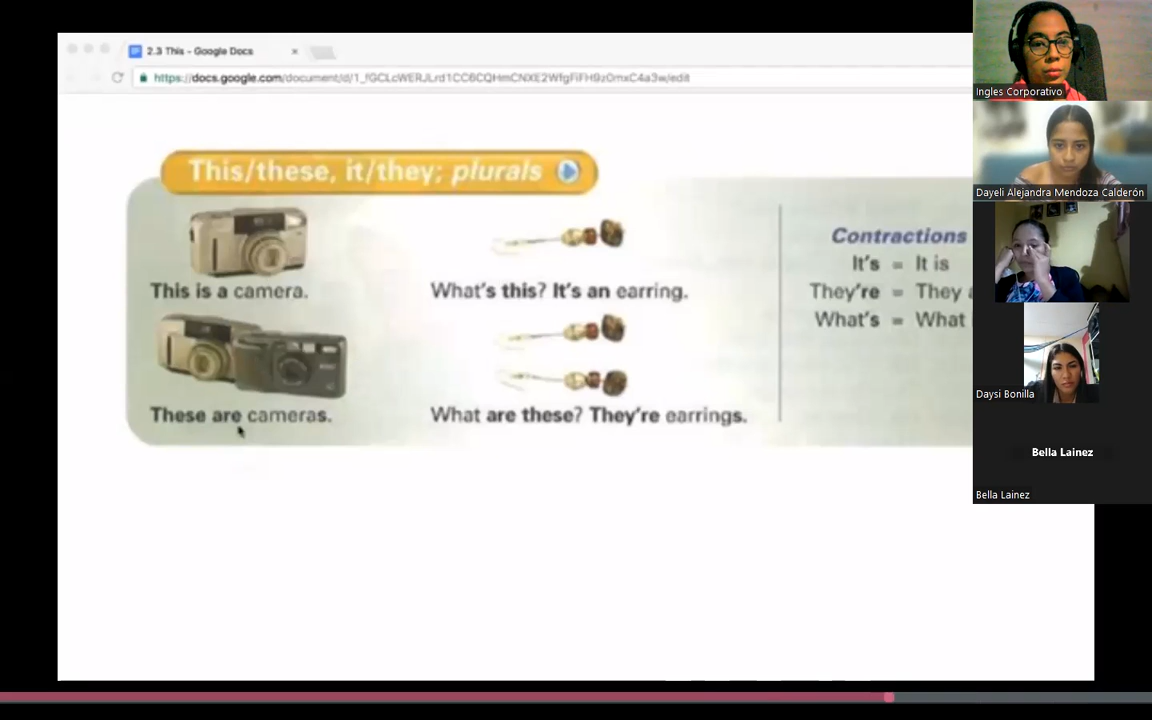 2.3 This - Google Docs
This/these, it/they; plurals
This is a camera.
What's this? It's an earring.
These are cameras.
What are these? They're earrings.
Contractions
It's = It is
They're = They
What's = What
Ingles Corporativo
Dayeli Alejandra Mendoza Calderón
Daysi Bonilla
Bella Lainez
Bella Lainez